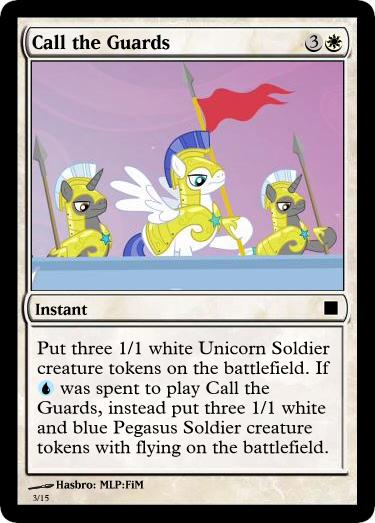 Call the Guards 3
Instant
Put three 1/1 white Unicorn Soldier
creature tokens on the battlefield. If
was spent to play Call the
Guards, instead put three 1/1 white
and blue Pegasus Soldier creature
tokens with flying on the battlefield.
Hasbro: MLP:FiM
3/15